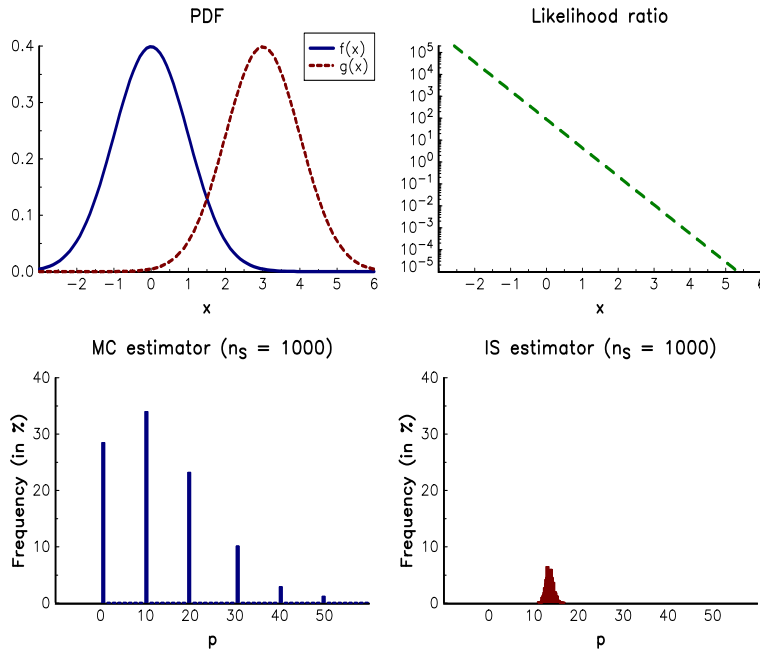 PDF
f(x)
g(x)
0.4
0.3
0.2
0.1
0.0
−2 −1 0 1 2 3 4 5 6
x
Likelihood ratio
10^5
10^4
10^3
10^2
10^1
10^0
10^−1
10^−2
10^−3
10^−4
10^−5
−2 −1 0 1 2 3 4 5 6
x
MC estimator (n_S = 1000)
Frequency (in %)
40
30
20
10
0
0 10 20 30 40 50
p
IS estimator (n_S = 1000)
Frequency (in %)
40
30
20
10
0
0 10 20 30 40 50
p